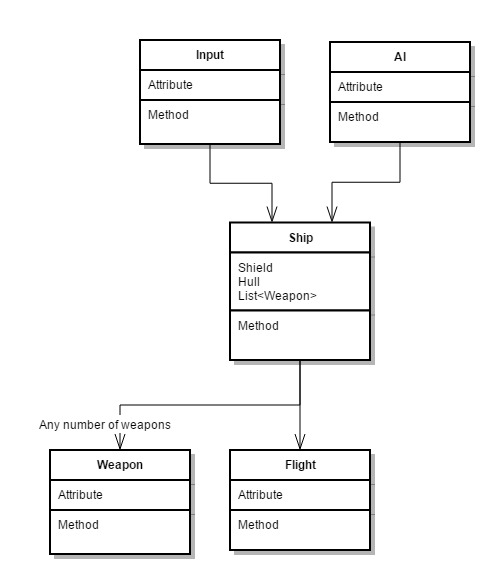 Input
Attribute
Method
AI
Attribute
Method
Ship
Shield
Hull
List<Weapon>
Method
Any number of weapons
Weapon
Attribute
Method
Flight
Attribute
Method